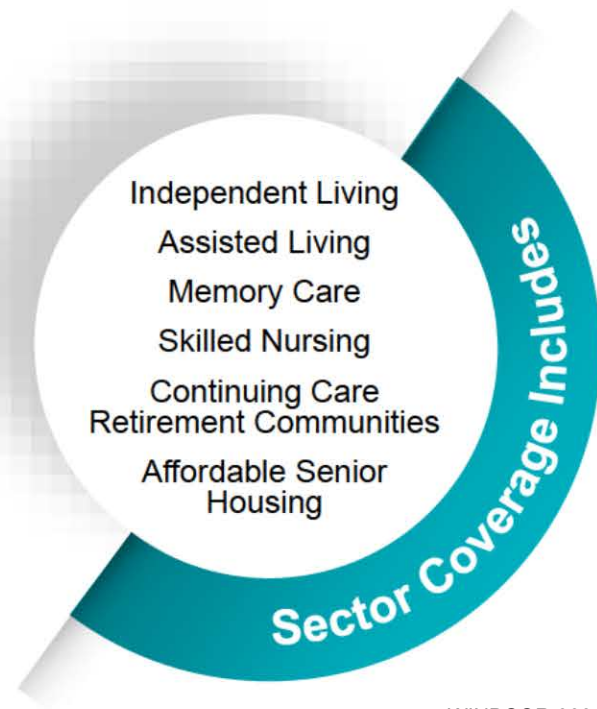 Independent Living
Assisted Living
Memory Care
Skilled Nursing
Continuing Care
Retirement Communities
Affordable Senior
Housing
Sector Coverage Includes